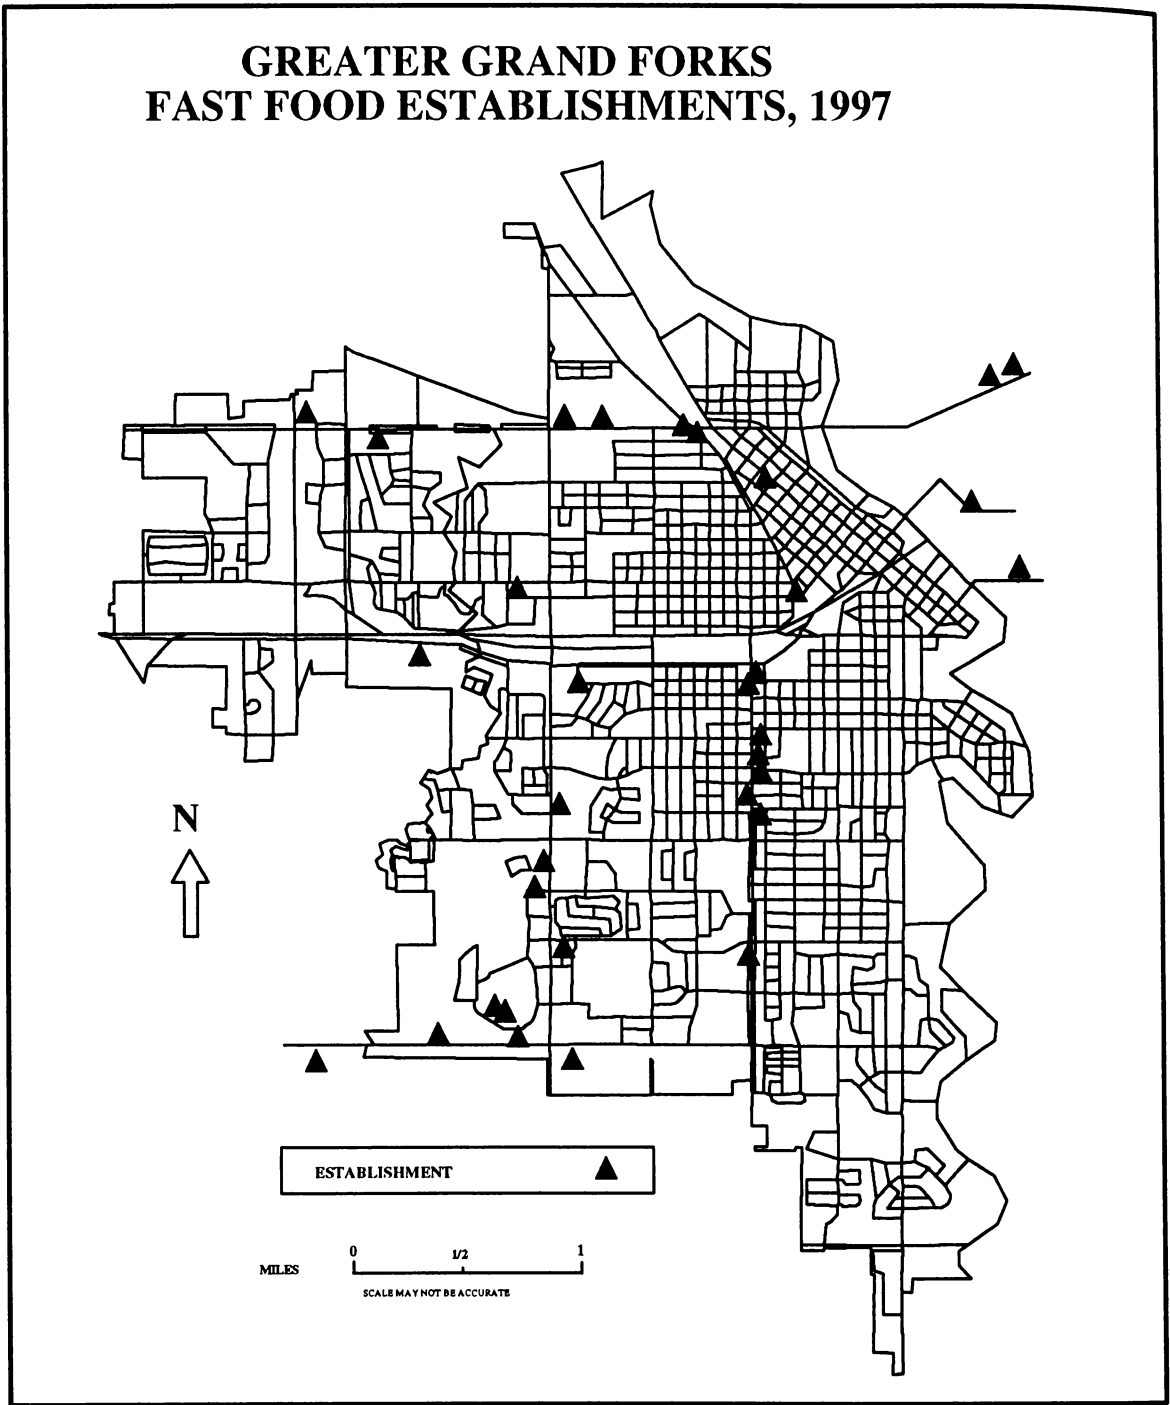 GREATER GRAND FORKS
FAST FOOD ESTABLISHMENTS, 1997
N
ESTABLISHMENT
0 1/2 1
MILES
SCALE MAY NOT BE ACCURATE